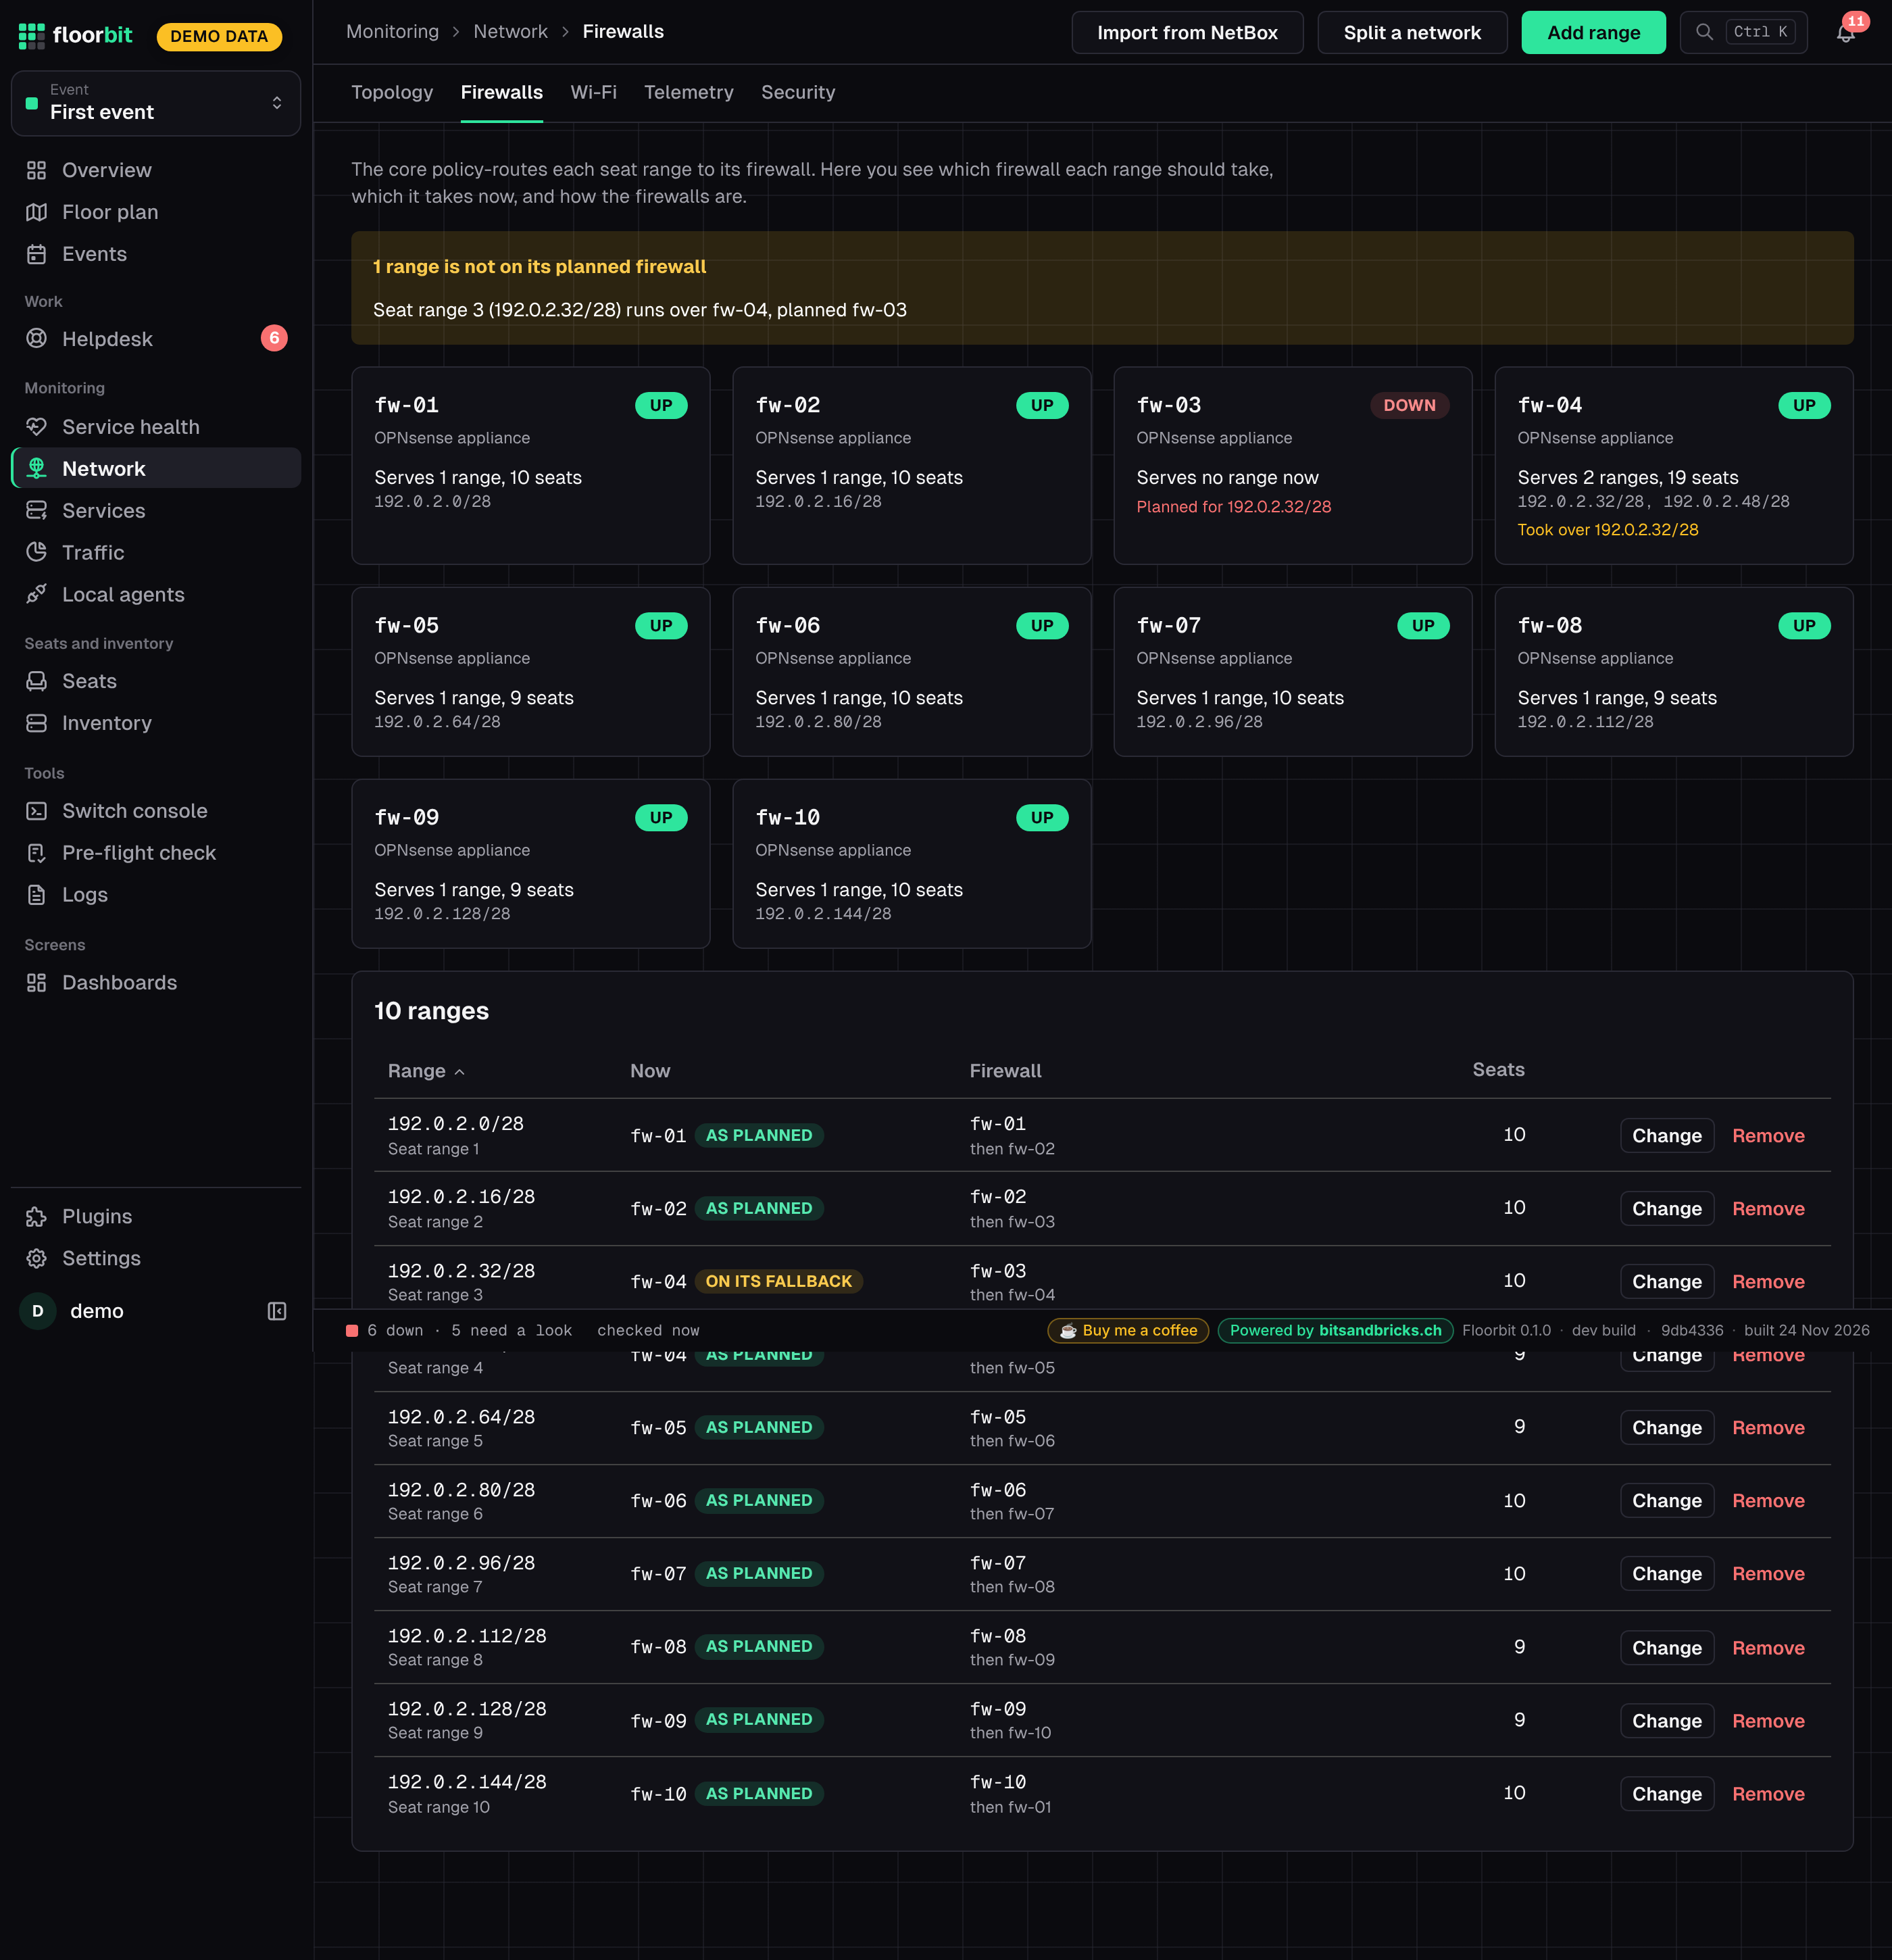 floorbit
DEMO DATA
Event
First event
Overview
Floor plan
Events
Work
Helpdesk
6
Monitoring
Service health
Network
Services
Traffic
Local agents
Seats and inventory
Seats
Inventory
Tools
Switch console
Pre-flight check
Logs
Screens
Dashboards
Plugins
Settings
D demo
Monitoring > Network > Firewalls
Import from NetBox
Split a network
Add range
Ctrl K
11
Topology Firewalls Wi-Fi Telemetry Security
The core policy-routes each seat range to its firewall. Here you see which firewall each range should take,
which it takes now, and how the firewalls are.
1 range is not on its planned firewall
Seat range 3 (192.0.2.32/28) runs over fw-04, planned fw-03
fw-01 UP
OPNsense appliance
Serves 1 range, 10 seats
192.0.2.0/28
fw-02 UP
OPNsense appliance
Serves 1 range, 10 seats
192.0.2.16/28
fw-03 DOWN
OPNsense appliance
Serves no range now
Planned for 192.0.2.32/28
fw-04 UP
OPNsense appliance
Serves 2 ranges, 19 seats
192.0.2.32/28, 192.0.2.48/28
Took over 192.0.2.32/28
fw-05 UP
OPNsense appliance
Serves 1 range, 9 seats
192.0.2.64/28
fw-06 UP
OPNsense appliance
Serves 1 range, 10 seats
192.0.2.80/28
fw-07 UP
OPNsense appliance
Serves 1 range, 10 seats
192.0.2.96/28
fw-08 UP
OPNsense appliance
Serves 1 range, 9 seats
192.0.2.112/28
fw-09 UP
OPNsense appliance
Serves 1 range, 9 seats
192.0.2.128/28
fw-10 UP
OPNsense appliance
Serves 1 range, 10 seats
192.0.2.144/28
10 ranges
Range Now Firewall Seats
192.0.2.0/28 fw-01
Seat range 1 fw-01 AS PLANNED then fw-02 10 Change Remove
192.0.2.16/28 fw-02
Seat range 2 fw-02 AS PLANNED then fw-03 10 Change Remove
192.0.2.32/28 fw-03
Seat range 3 fw-04 ON ITS FALLBACK then fw-04 10 Change Remove
6 down · 5 need a look checked now
☕ Buy me a coffee
Powered by bitsandbricks.ch
Floorbit 0.1.0 · dev build · 9db4336 · built 24 Nov 2026
Seat range 4 fw-04 AS PLANNED then fw-05 9 Change Remove
192.0.2.64/28 fw-05
Seat range 5 fw-05 AS PLANNED then fw-06 9 Change Remove
192.0.2.80/28 fw-06
Seat range 6 fw-06 AS PLANNED then fw-07 10 Change Remove
192.0.2.96/28 fw-07
Seat range 7 fw-07 AS PLANNED then fw-08 10 Change Remove
192.0.2.112/28 fw-08
Seat range 8 fw-08 AS PLANNED then fw-09 9 Change Remove
192.0.2.128/28 fw-09
Seat range 9 fw-09 AS PLANNED then fw-10 9 Change Remove
192.0.2.144/28 fw-10
Seat range 10 fw-10 AS PLANNED then fw-01 10 Change Remove